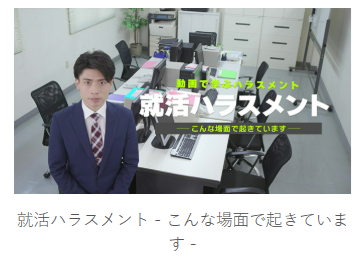 動画で学ぶハラスメント
就活ハラスメント
こんな場面で起きています
就活ハラスメント - こんな場面で起きていま
す -